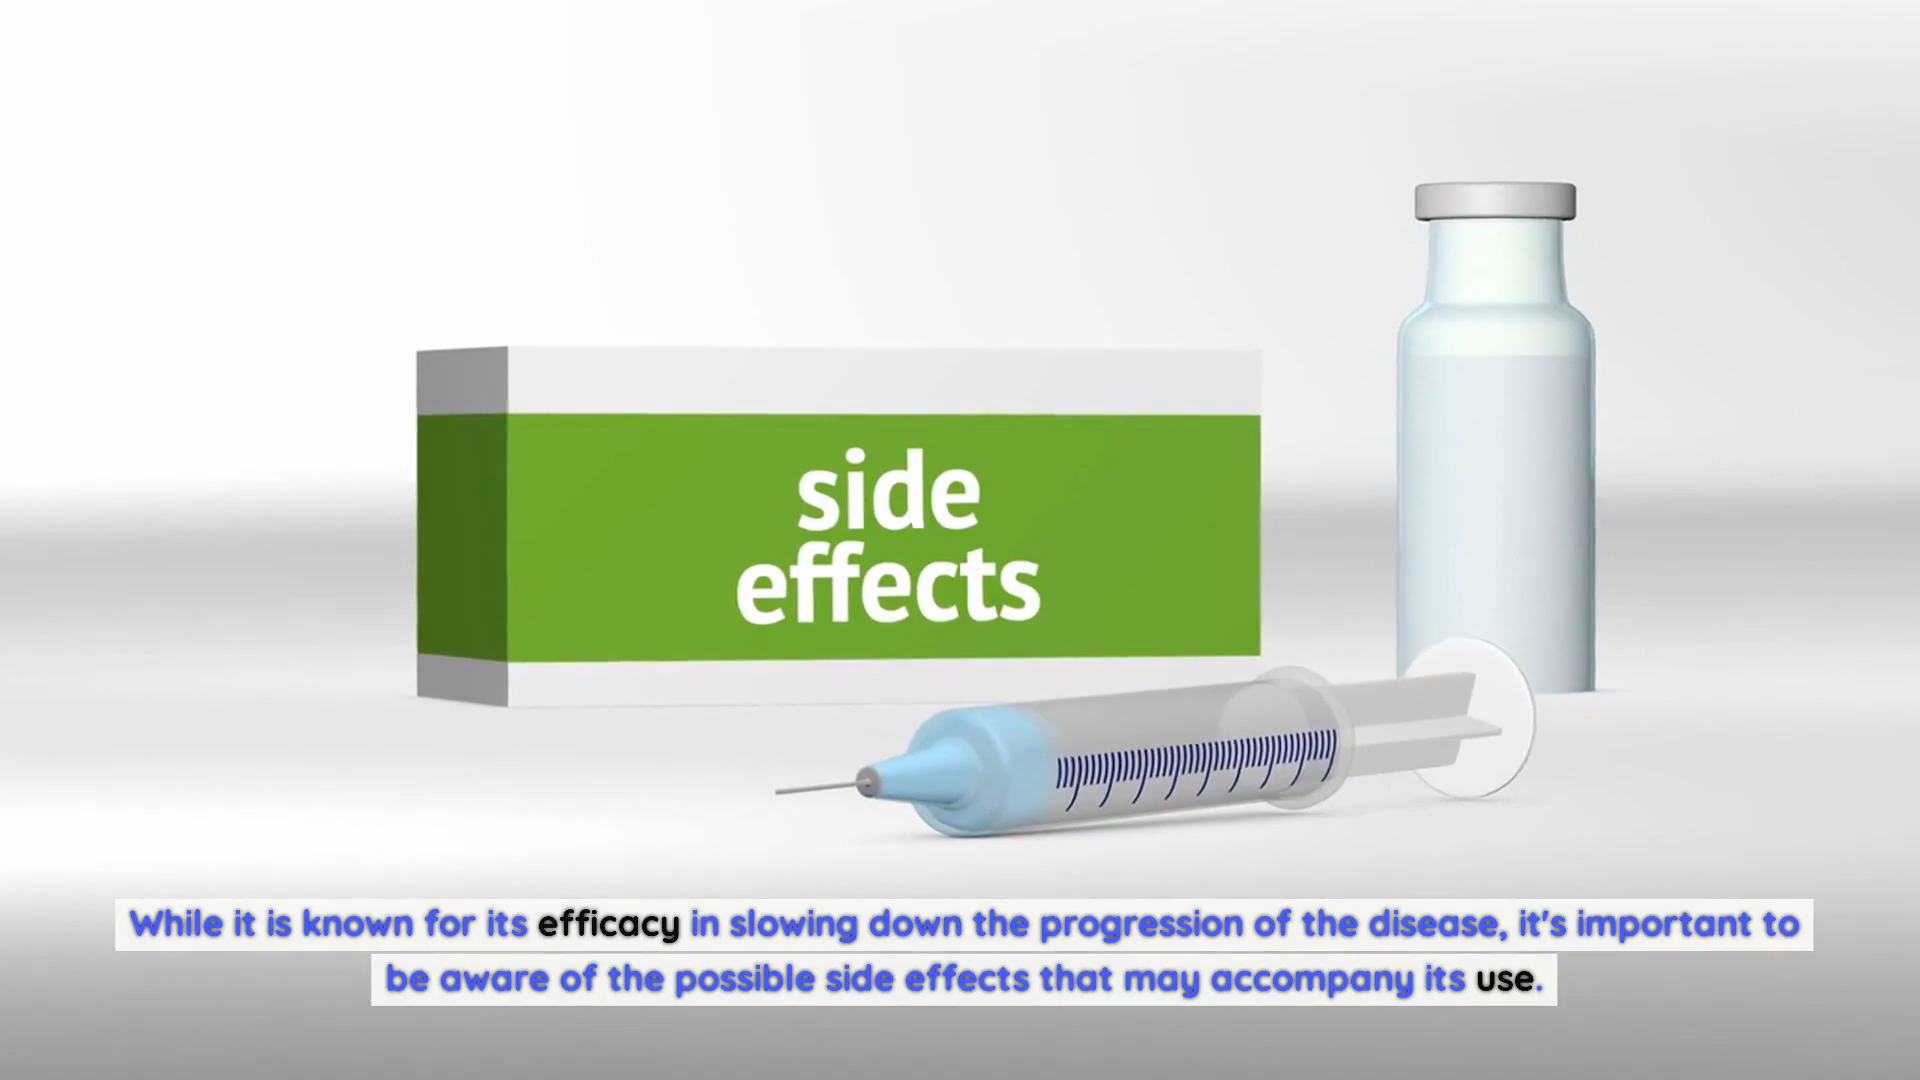 side
effects
While it is known for its efficacy in slowing down the progression of the disease, it's important to
be aware of the possible side effects that may accompany its use.